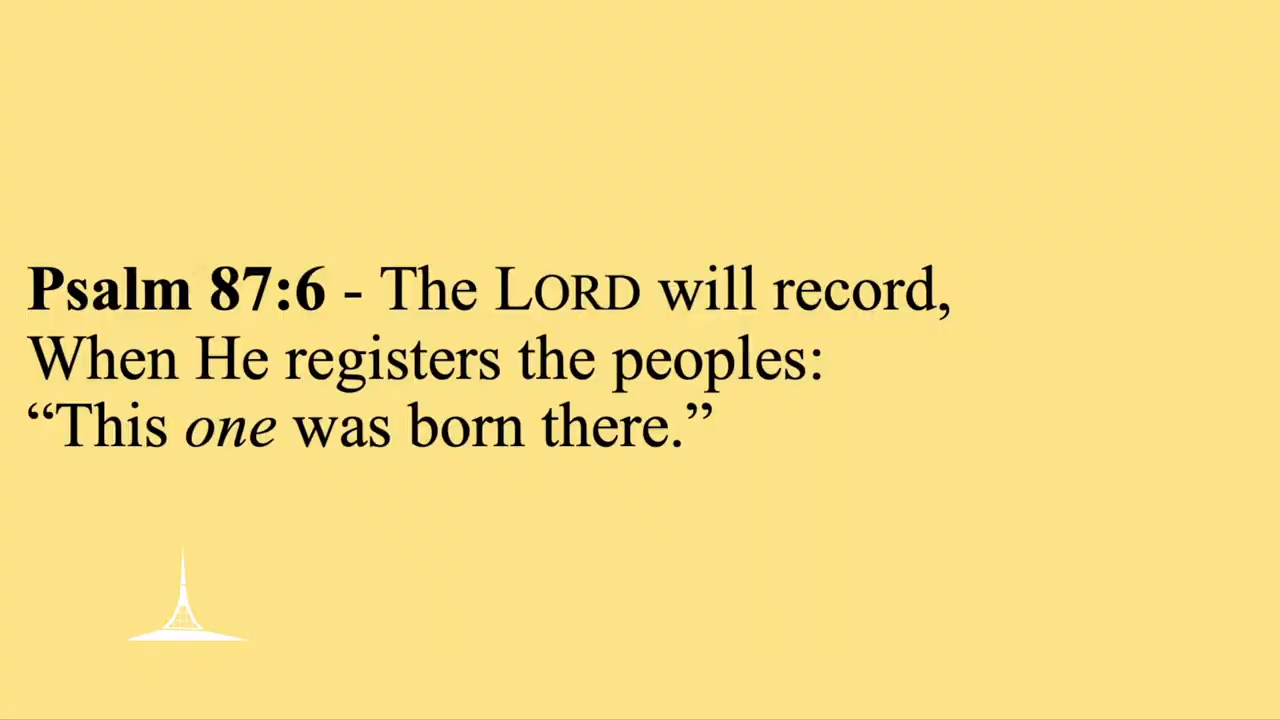 Psalm 87:6 - The LORD will record,
When He registers the peoples:
“This one was born there.”